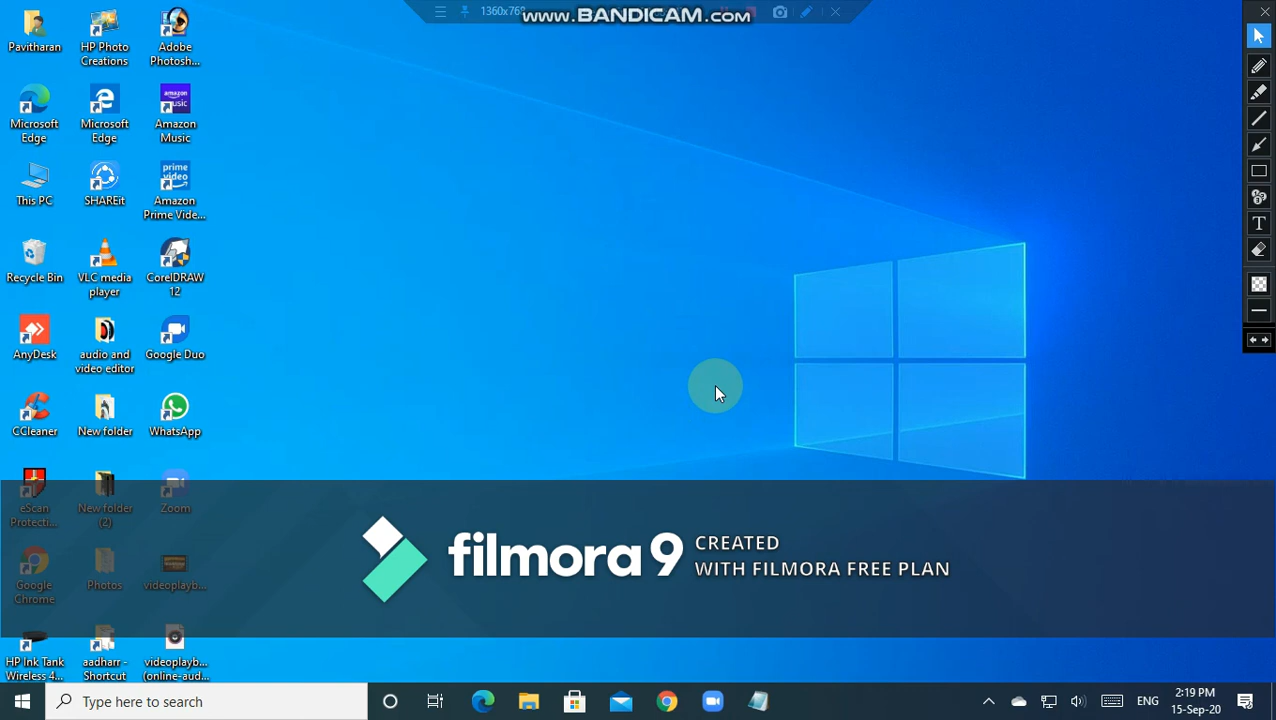 1360x768
www.BANDICAM.com
Pavitharan
HP Photo
Creations
Adobe
Photosh...
Microsoft
Edge
Microsoft
Edge
Amazon
Music
This PC
SHAREit
Amazon
Prime Vide...
Recycle Bin
VLC media
player
CorelDRAW
12
AnyDesk
audio and
video editor
Google Duo
CCleaner
New folder
WhatsApp
eScan
Protecti...
New folder
(2)
Zoom
Google
Chrome
Photos
videoplayb...
HP Ink Tank
Wireless 4...
aadharr -
Shortcut
videoplayb...
(online-aud...
filmora 9
CREATED
WITH FILMORA FREE PLAN
Type here to search
ENG
2:19 PM
15-Sep-20